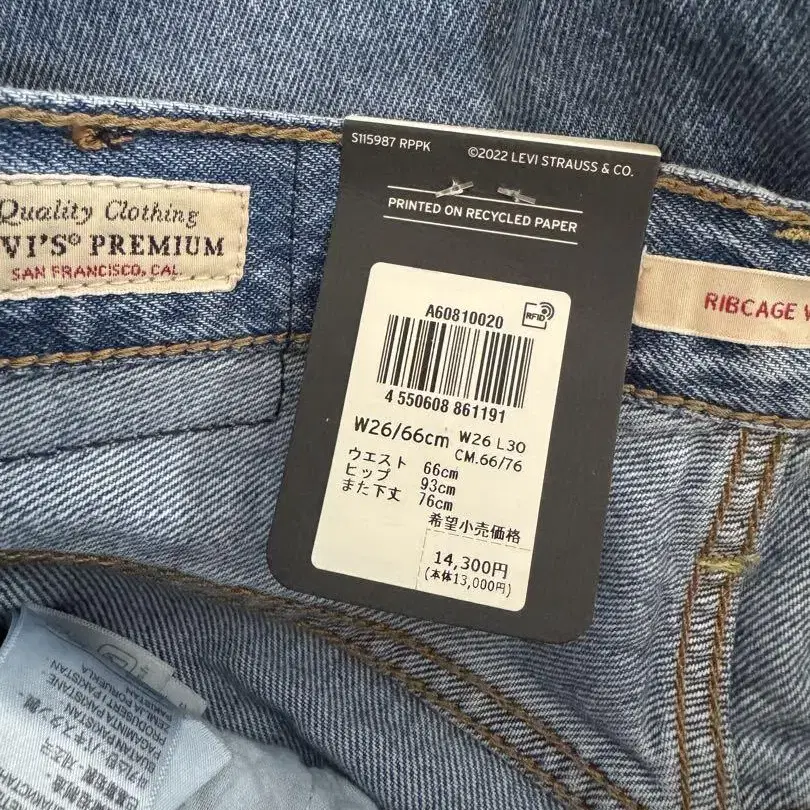 S115987 RPPK
©2022 LEVI STRAUSS & CO.
PRINTED ON RECYCLED PAPER
Quality Clothing
VI'S® PREMIUM
SAN FRANCISCO, CAL.
RIBCAGE
A60810020
RFID
4 550608 861191
W26/66cm W26 L30
CM.66/76
ウエスト 66cm
ヒップ 93cm
また下丈 76cm
希望小売価格
14,300円
(本体13,000円)